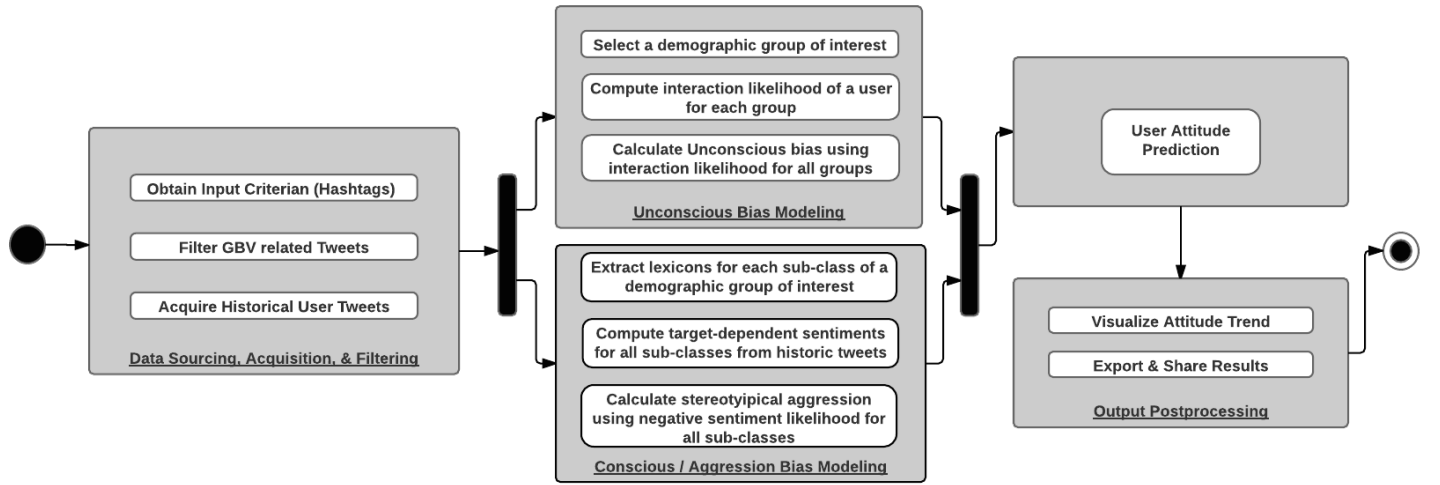 Obtain Input Criterian (Hashtags)
Filter GBV related Tweets
Acquire Historical User Tweets
Data Sourcing, Acquisition, & Filtering
Select a demographic group of interest
Compute interaction likelihood of a user
for each group
Calculate Unconscious bias using
interaction likelihood for all groups
Unconscious Bias Modeling
Extract lexicons for each sub-class of a
demographic group of interest
Compute target-dependent sentiments
for all sub-classes from historic tweets
Calculate stereotyipical aggression
using negative sentiment likelihood for
all sub-classes
Conscious / Aggression Bias Modeling
User Attitude
Prediction
Visualize Attitude Trend
Export & Share Results
Output Postprocessing